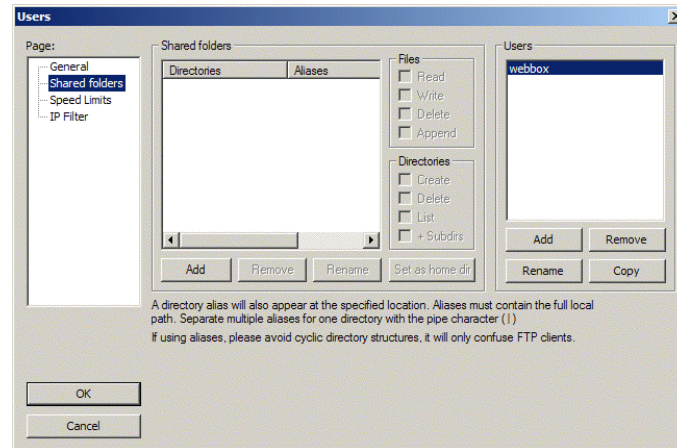 Users
Page:
General
Shared folders
Speed Limits
IP Filter
Shared folders
Directories Aliases
Files
Read
Write
Delete
Append
Directories
Create
Delete
List
+ Subdirs
Add Remove Rename Set as home dir
Users
webbox
Add Remove
Rename Copy
A directory alias will also appear at the specified location. Aliases must contain the full local
path. Separate multiple aliases for one directory with the pipe character (|)
If using aliases, please avoid cyclic directory structures, it will only confuse FTP clients.
OK
Cancel